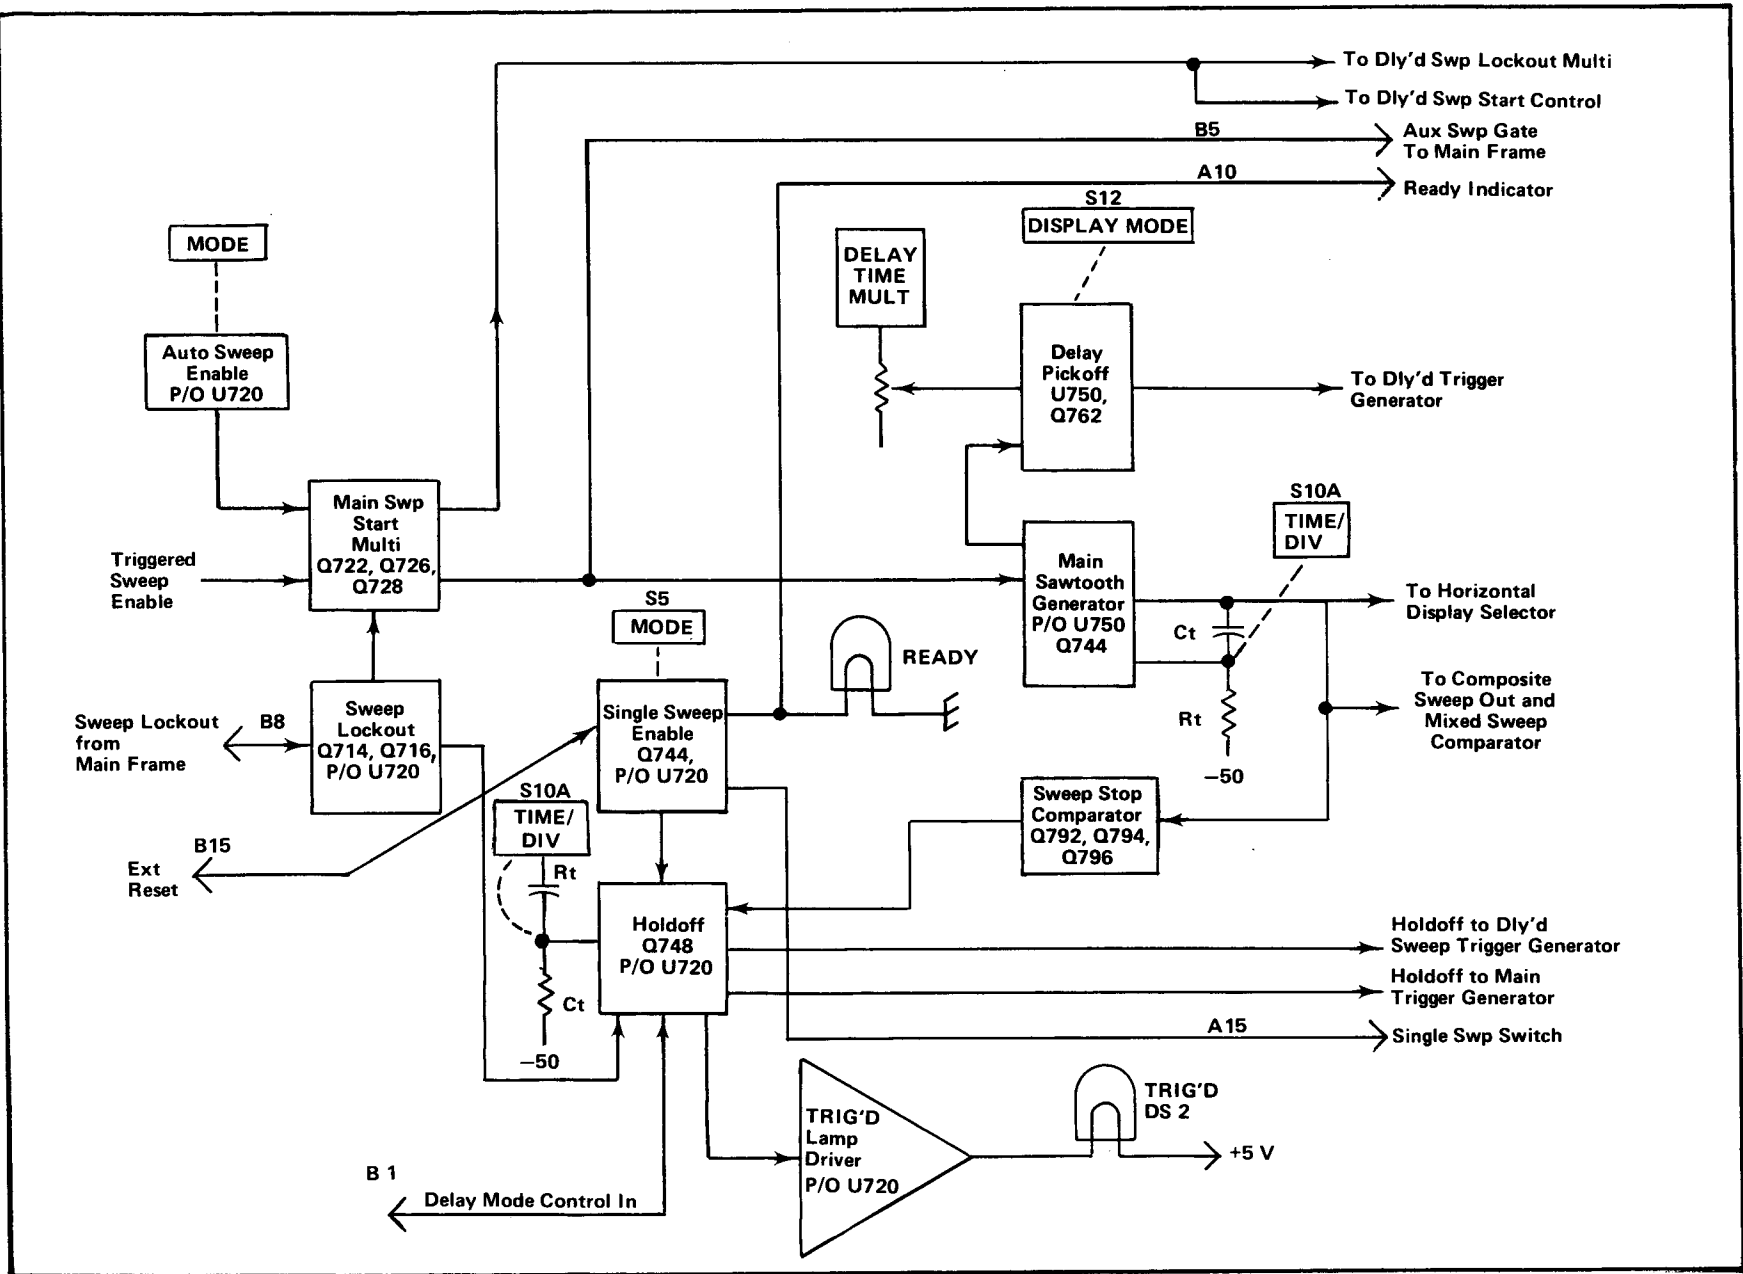 To Dly'd Swp Lockout Multi
To Dly'd Swp Start Control
B5
Aux Swp Gate
To Main Frame
A10
Ready Indicator
S12
DISPLAY MODE
MODE
DELAY
TIME
MULT
Auto Sweep
Enable
P/O U720
Delay
Pickoff
U750,
Q762
To Dly'd Trigger
Generator
Main Swp
Start
Multi
Q722, Q726,
Q728
Triggered
Sweep
Enable
S10A
TIME/
DIV
Main
Sawtooth
Generator
P/O U750
Q744
To Horizontal
Display Selector
Ct
Rt
-50
S5
MODE
READY
To Composite
Sweep Out and
Mixed Sweep
Comparator
Sweep Lockout
from
Main Frame
B8
Sweep
Lockout
Q714, Q716,
P/O U720
Single Sweep
Enable
Q744,
P/O U720
Sweep Stop
Comparator
Q792, Q794,
Q796
B15
Ext
Reset
S10A
TIME/
DIV
Rt
Ct
-50
Holdoff
Q748
P/O U720
Holdoff to Dly'd
Sweep Trigger Generator
Holdoff to Main
Trigger Generator
A15
Single Swp Switch
TRIG'D
Lamp
Driver
P/O U720
TRIG'D
DS 2
+5 V
B 1
Delay Mode Control In